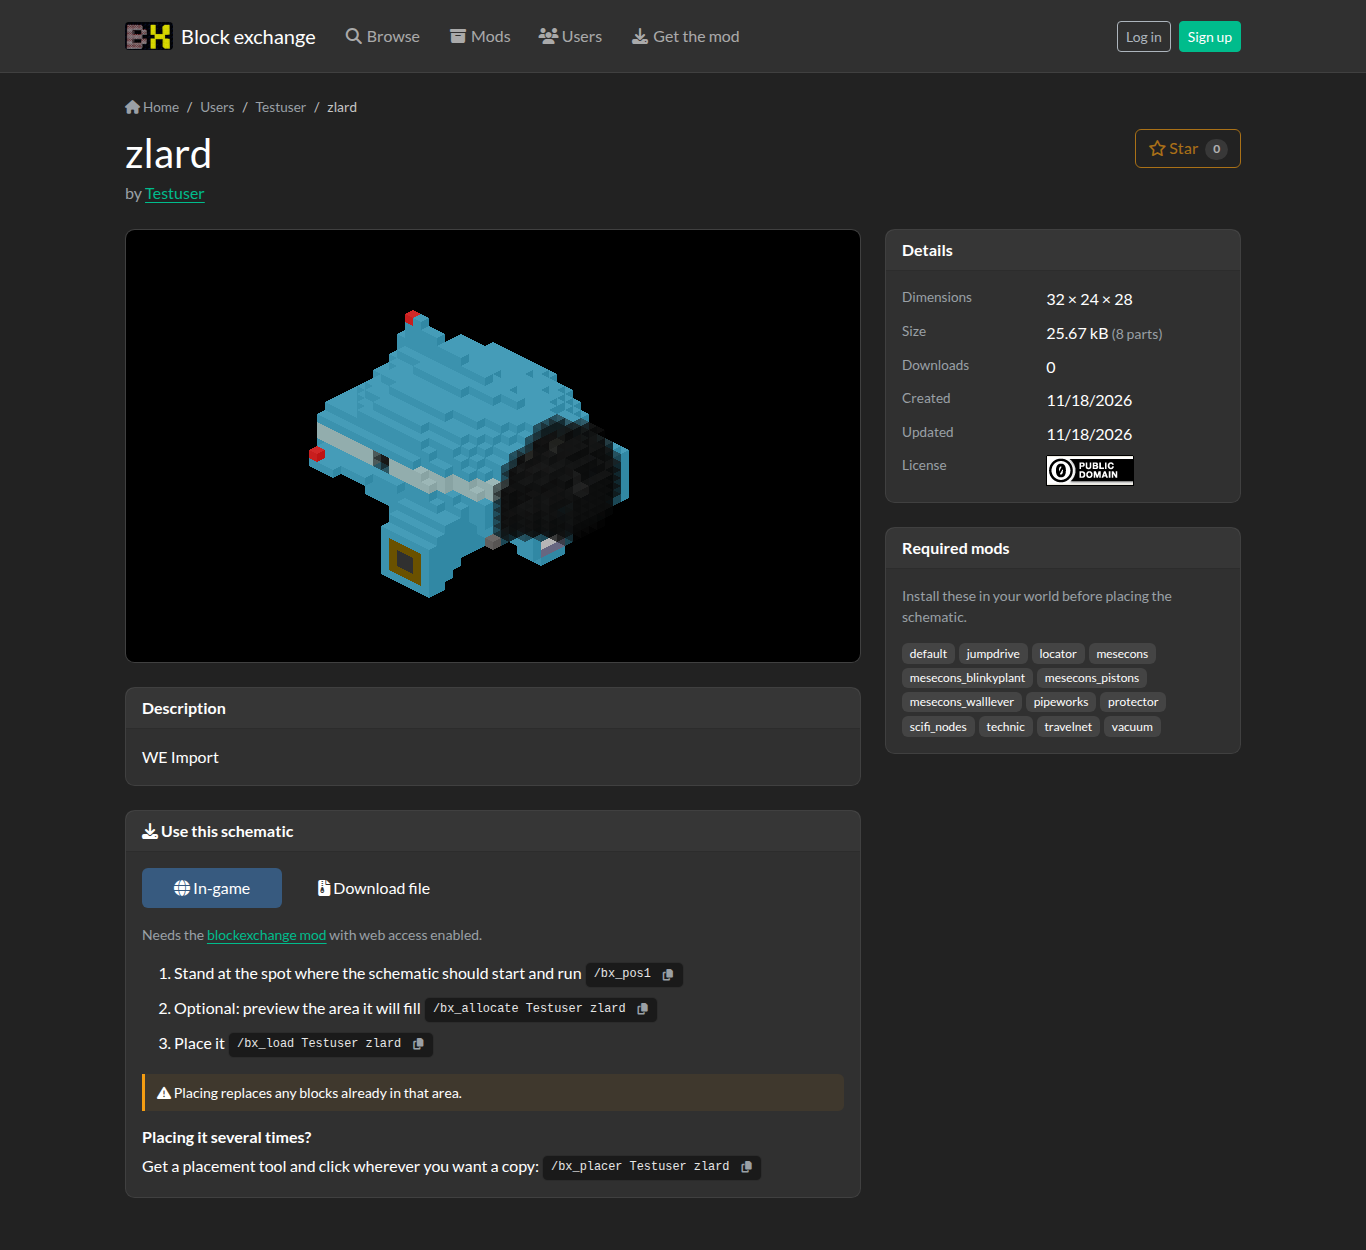 BX Block exchange Browse Mods Users Get the mod Log in Sign up
Home / Users / Testuser / zlard
zlard
Star 0
by Testuser
Details
Dimensions 32 × 24 × 28
Size 25.67 kB (8 parts)
Downloads 0
Created 11/18/2026
Updated 11/18/2026
License PUBLIC DOMAIN
Required mods
Install these in your world before placing the
schematic.
default jumpdrive locator mesecons
mesecons_blinkyplant mesecons_pistons
mesecons_walllever pipeworks protector
scifi_nodes technic travelnet vacuum
Description
WE Import
Use this schematic
In-game Download file
Needs the blockexchange mod with web access enabled.
1. Stand at the spot where the schematic should start and run /bx_pos1
2. Optional: preview the area it will fill /bx_allocate Testuser zlard
3. Place it /bx_load Testuser zlard
Placing replaces any blocks already in that area.
Placing it several times?
Get a placement tool and click wherever you want a copy: /bx_placer Testuser zlard